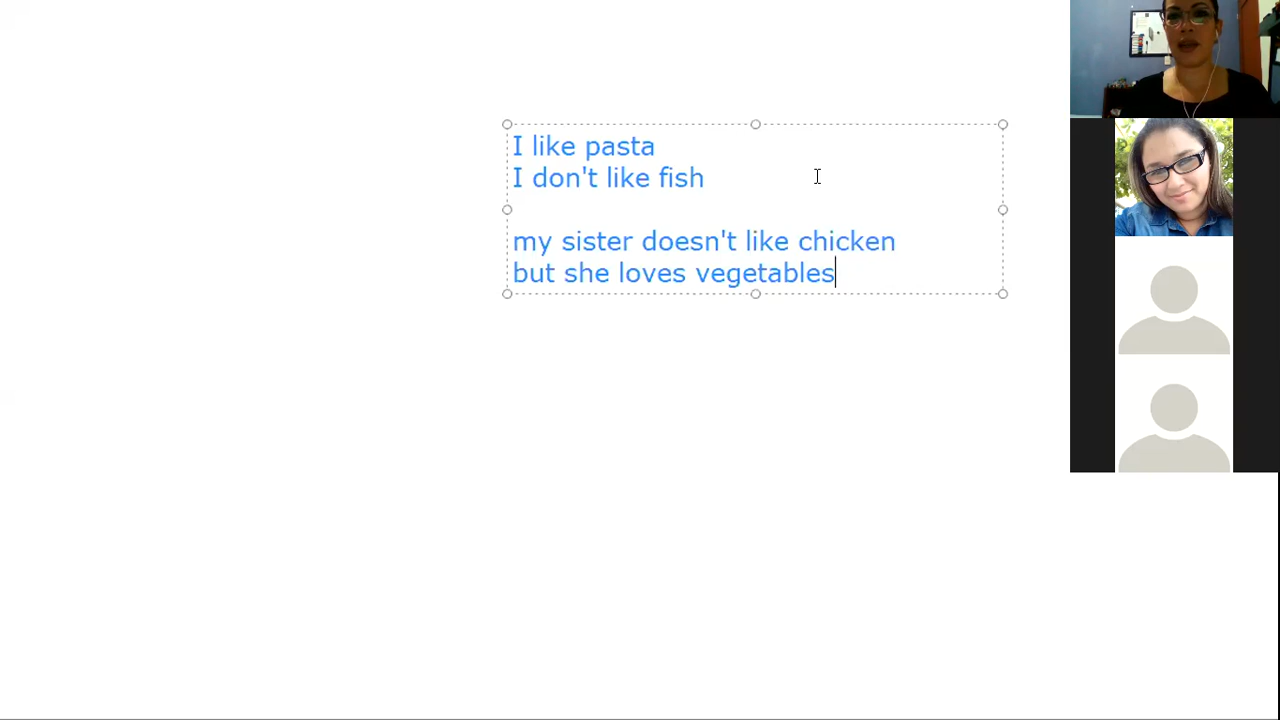 I like pasta
I don't like fish
my sister doesn't like chicken
but she loves vegetables